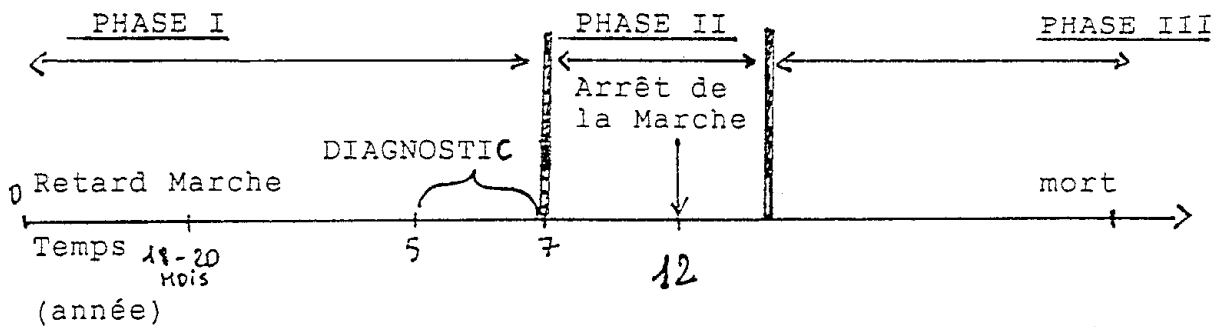 PHASE I PHASE II PHASE III
Arrêt de
la Marche
DIAGNOSTIC
0 Retard Marche mort
Temps 18-20 5 7 12
MOIS
(année)